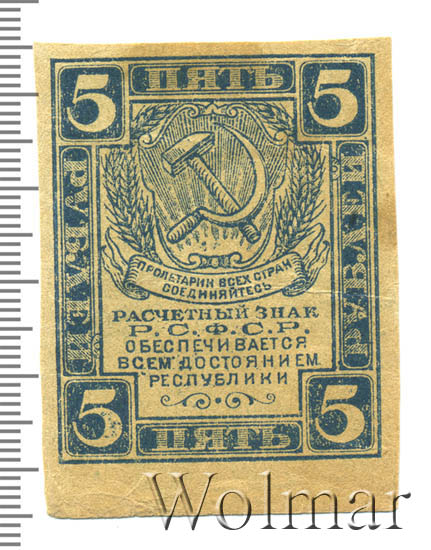 5 ПЯТЬ 5
РУБЛЕЙ
РУБЛЕЙ
ПРОЛЕТАРИИ ВСЕХ СТРАН
СОЕДИНЯЙТЕСЬ
РАСЧЕТНЫЙ ЗНАК
Р.С.Ф.С.Р.
ОБЕСПЕЧИВАЕТСЯ
ВСЕМ ДОСТОЯНИЕМ
РЕСПУБЛИКИ
5 ПЯТЬ 5
Wolmar